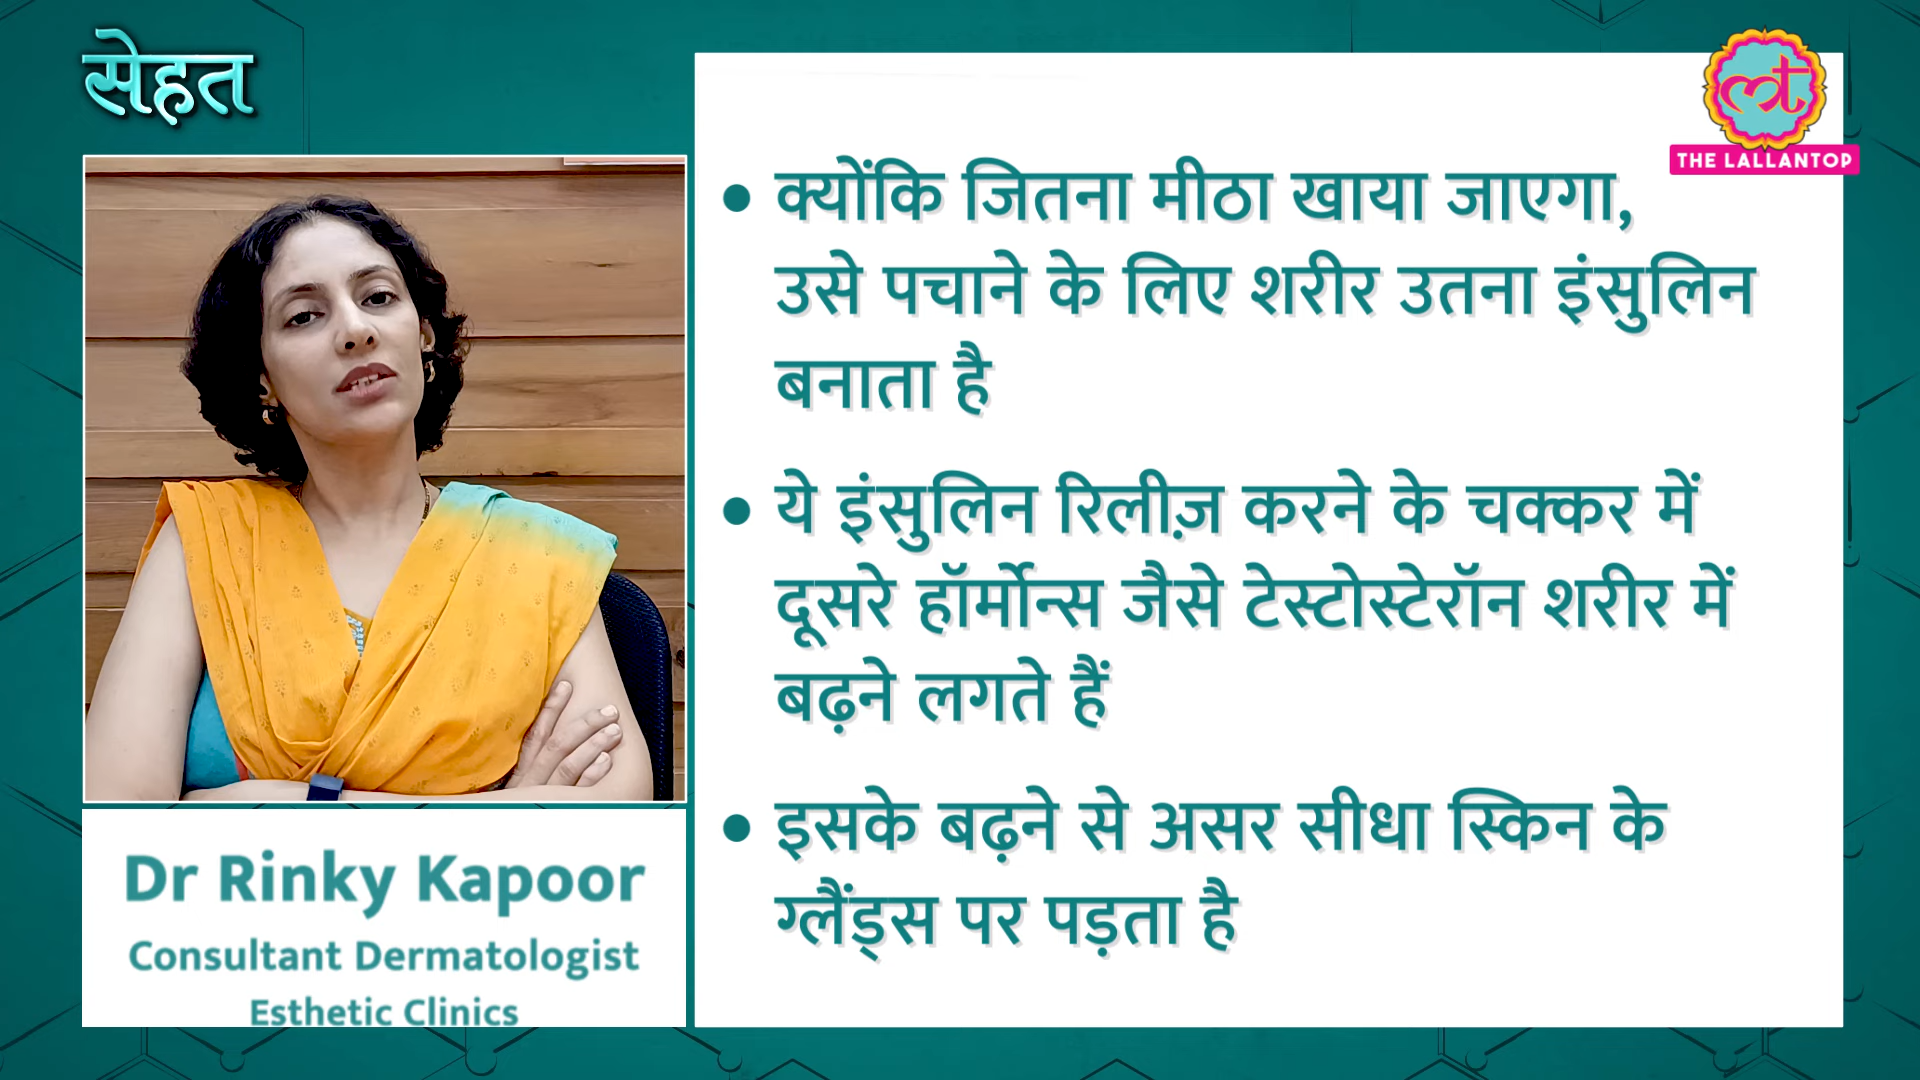 सेहत
THE LALLANTOP
• क्योंकि जितना मीठा खाया जाएगा,
उसे पचाने के लिए शरीर उतना इंसुलिन
बनाता है
• ये इंसुलिन रिलीज़ करने के चक्कर में
दूसरे हॉर्मोन्स जैसे टेस्टोस्टेरॉन शरीर में
बढ़ने लगते हैं
• इसके बढ़ने से असर सीधा स्किन के
ग्लैंड्स पर पड़ता है
Dr Rinky Kapoor
Consultant Dermatologist
Esthetic Clinics